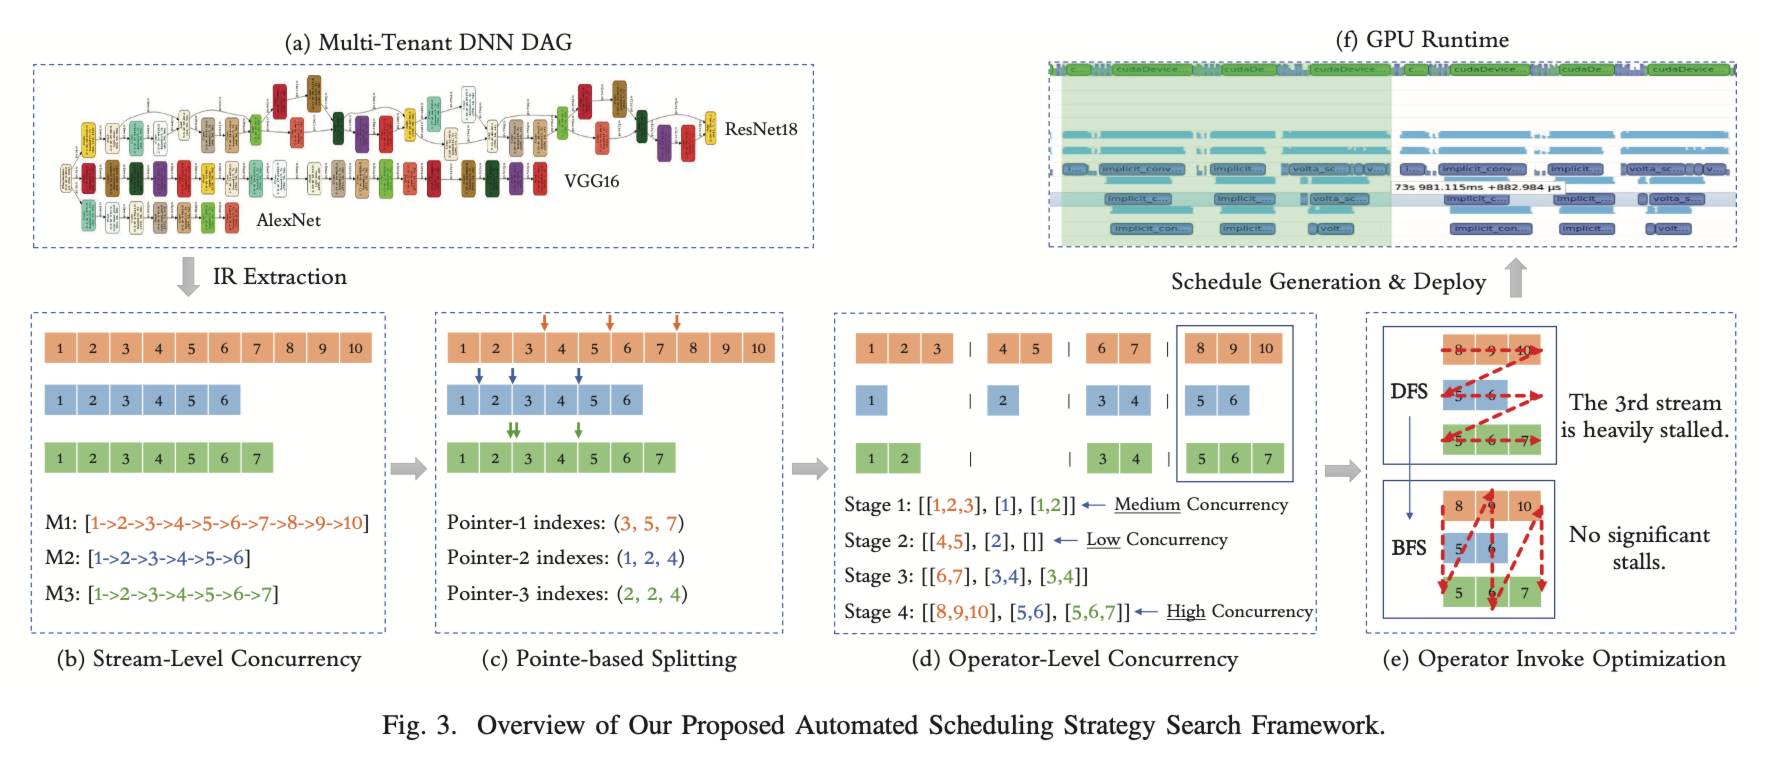 (a) Multi-Tenant DNN DAG
ResNet18
VGG16
AlexNet
IR Extraction
1 2 3 4 5 6 7 8 9 10
1 2 3 4 5 6
1 2 3 4 5 6 7
M1: [1->2->3->4->5->6->7->8->9->10]
M2: [1->2->3->4->5->6]
M3: [1->2->3->4->5->6->7]
(b) Stream-Level Concurrency
1 2 3 4 5 6 7 8 9 10
1 2 3 4 5 6
1 2 3 4 5 6 7
Pointer-1 indexes: (3, 5, 7)
Pointer-2 indexes: (1, 2, 4)
Pointer-3 indexes: (2, 2, 4)
(c) Pointe-based Splitting
1 2 3 | 4 5 | 6 7 | 8 9 10
1 | 2 | 3 4 | 5 6
1 2 | | 3 4 | 5 6 7
Stage 1: [[1,2,3], [1], [1,2]] Medium Concurrency
Stage 2: [[4,5], [2], []] Low Concurrency
Stage 3: [[6,7], [3,4], [3,4]]
Stage 4: [[8,9,10], [5,6], [5,6,7]] High Concurrency
(d) Operator-Level Concurrency
8 9 10
5 6
5 6 7
DFS
The 3rd stream
is heavily stalled.
8 9 10
5 6
5 6 7
BFS
No significant
stalls.
(e) Operator Invoke Optimization
Schedule Generation & Deploy
(f) GPU Runtime
c... cudaDevice... cudaDe... cudaDevice... c... cudaDevice... cudaDe... cudaDevice...
i... implicit_conv... implicit_... volta_sc... v... i... implicit_conv... implicit_... volta_sc... v...
73s 981.115ms +882.984 µs
implicit_c... implicit_... volta_sc... implicit_c... implicit_... volta_s...
implicit_con... implicit... volt... implicit_con... implicit... volt...
Fig. 3. Overview of Our Proposed Automated Scheduling Strategy Search Framework.